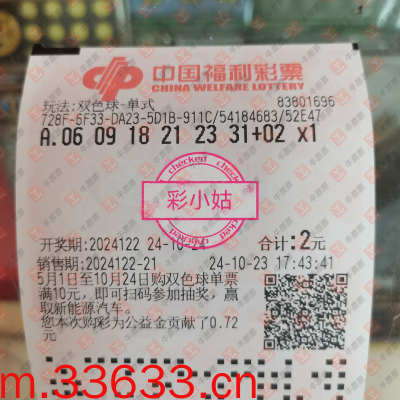 中国福利彩票
CHINA WELFARE LOTTERY
玩法:双色球-单式 83801696
728F-6F33-DA23-5D1B-911C/54184683/52E47
A.06 09 18 21 23 31+02 x1
checked
彩小姑
checked
开奖期:2024122 24-10-24 合计:2元
销售期:2024122-21 24-10-23 17:43:41
5月1日至10月24日购双色球单票
满10元，即可扫码参加抽奖，赢
取新能源汽车。
您本次购彩为公益金贡献了0.72
元
m.33633.cn